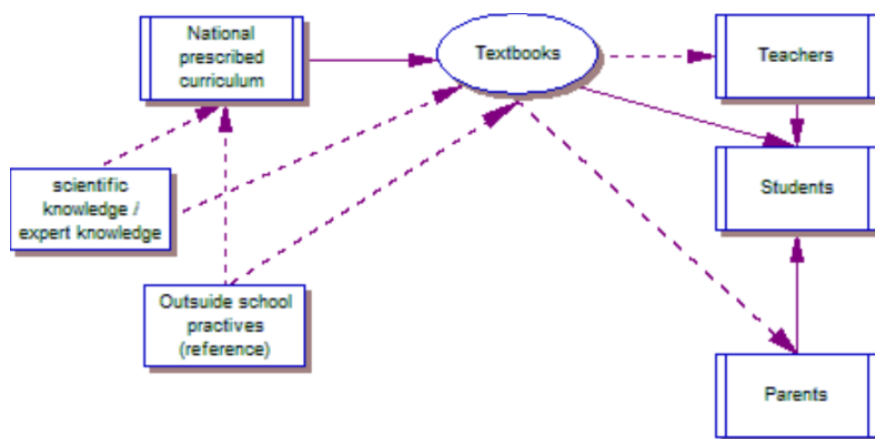 National
prescribed
curriculum
Textbooks
Teachers
scientific
knowledge /
expert knowledge
Students
Outsuide school
practives
(reference)
Parents